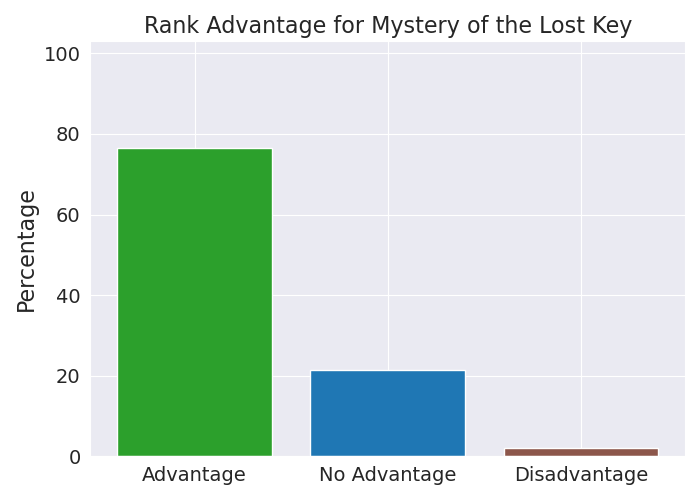 Rank Advantage for Mystery of the Lost Key
Percentage
100
80
60
40
20
0
Advantage
No Advantage
Disadvantage